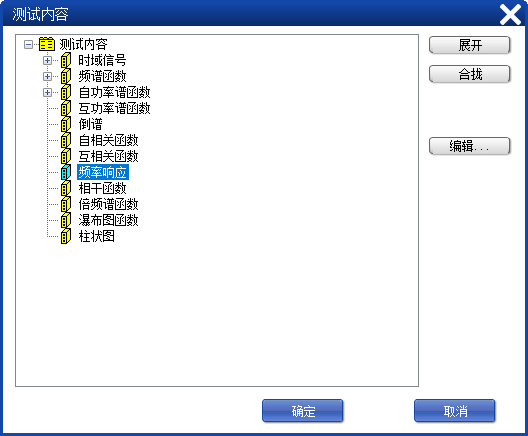 测试内容
测试内容
时域信号
频谱函数
自功率谱函数
互功率谱函数
倒谱
自相关函数
互相关函数
频率响应
相干函数
倍频谱函数
瀑布图函数
柱状图
展开
合找
编辑...
确定
取消